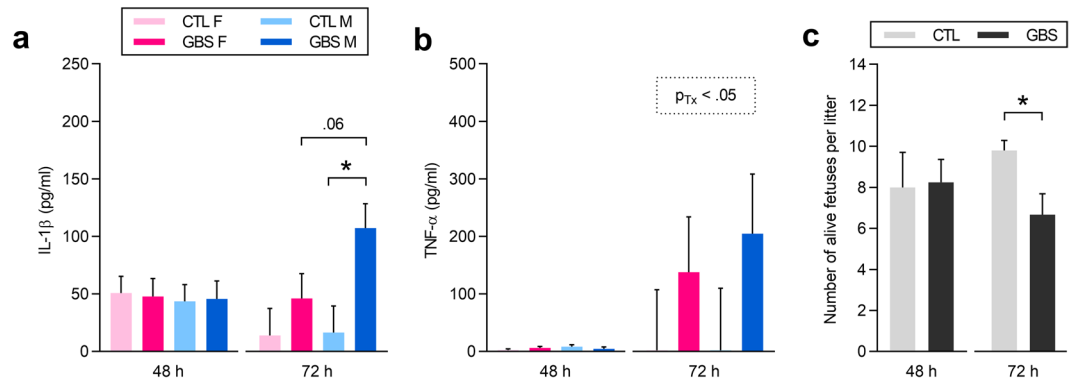 a
CTL F
CTL M
GBS F
GBS M
IL-1β (pg/ml)
250
200
150
100
50
0
.06
*
48 h
72 h
b
TNF-α (pg/ml)
500
400
300
200
100
0
pTx < .05
48 h
72 h
c
CTL
GBS
Number of alive fetuses per litter
14
12
10
8
6
4
2
0
*
48 h
72 h